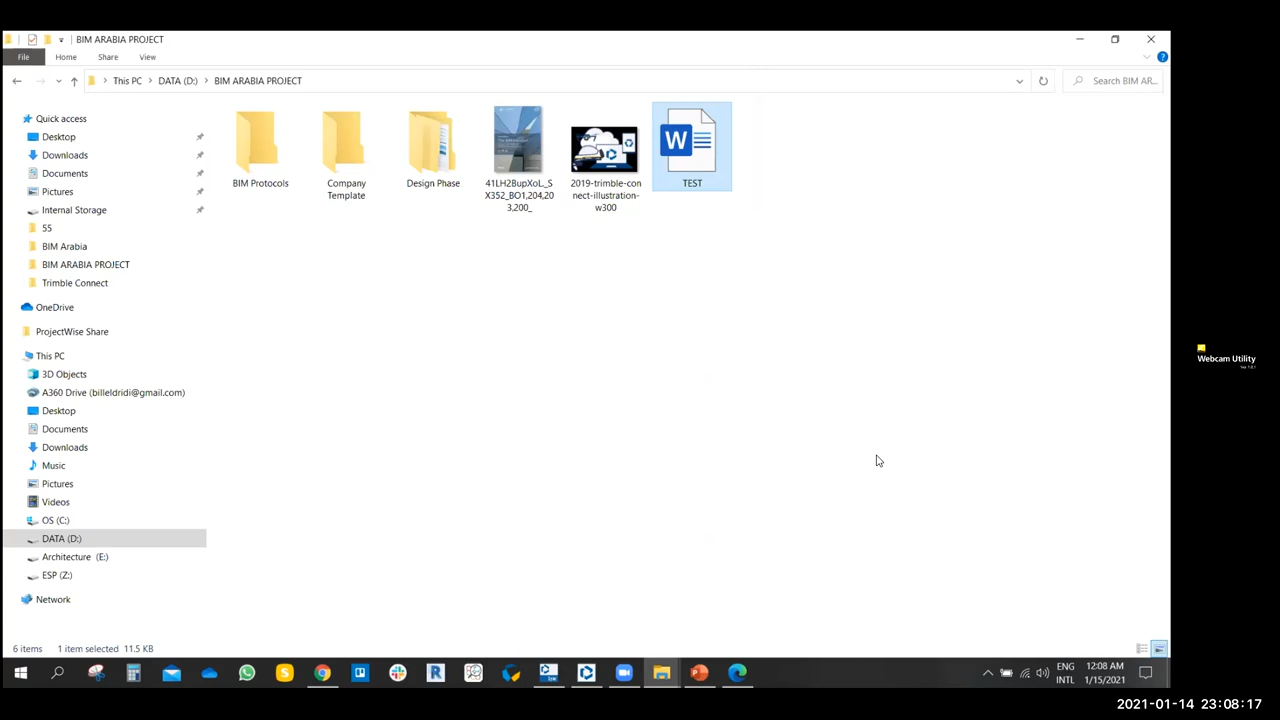 BIM ARABIA PROJECT
File Home Share View
This PC DATA (D:) BIM ARABIA PROJECT
Search BIM AR...
Quick access
Desktop
Downloads
Documents
Pictures
Internal Storage
55
BIM Arabia
BIM ARABIA PROJECT
Trimble Connect
OneDrive
ProjectWise Share
This PC
3D Objects
A360 Drive (billeldridi@gmail.com)
Desktop
Documents
Downloads
Music
Pictures
Videos
OS (C:)
DATA (D:)
Architecture (E:)
ESP (Z:)
Network
BIM Protocols
Company
Template
Design Phase
41LH2BupXoL._S
X352_BO1,204,20
3,200_
2019-trimble-con
nect-illustration-
w300
TEST
6 items 1 item selected 11.5 KB
ENG
INTL
12:08 AM
1/15/2021
Webcam Utility
2021-01-14 23:08:17